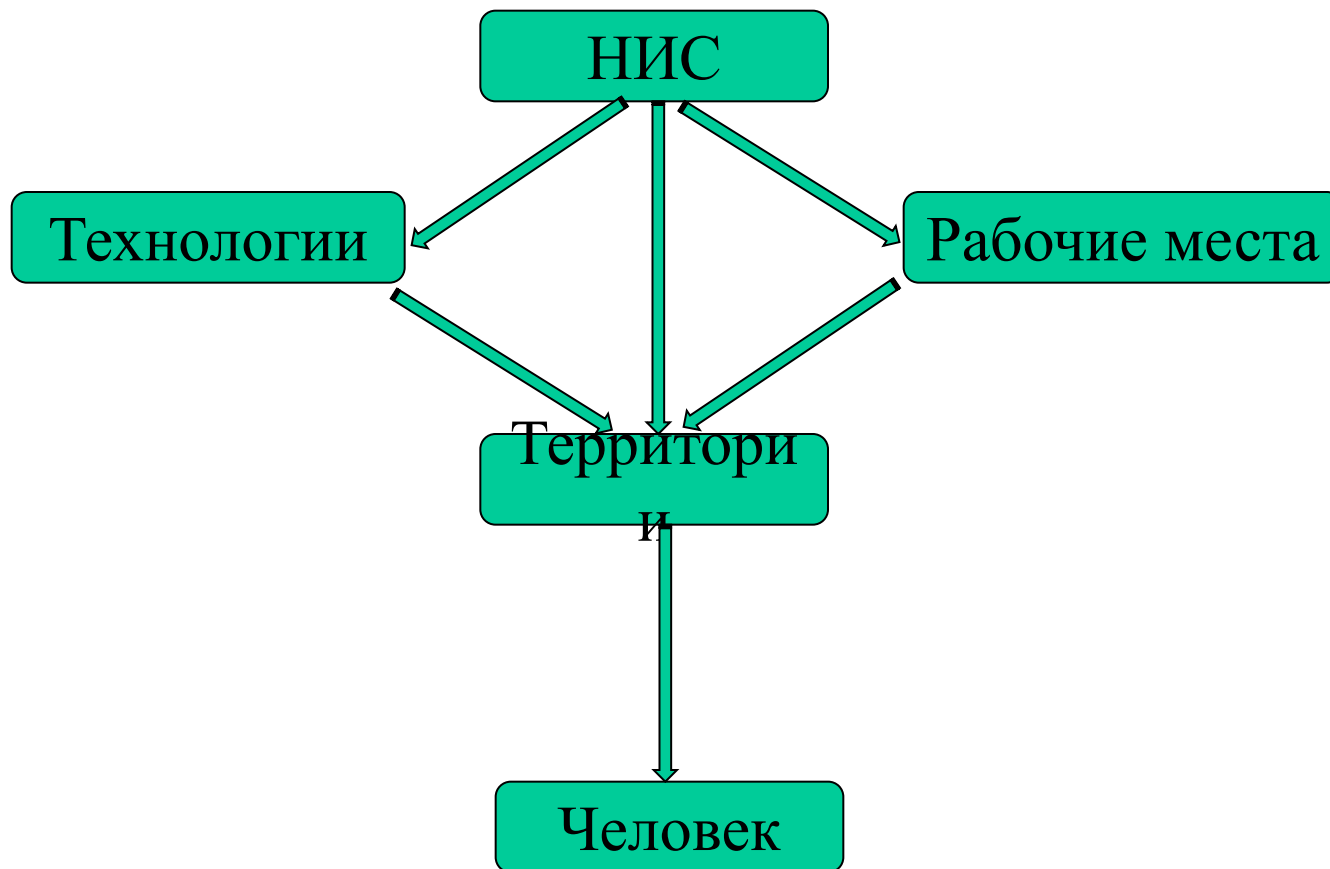 НИС
Технологии
Рабочие места
Территори
и
Человек